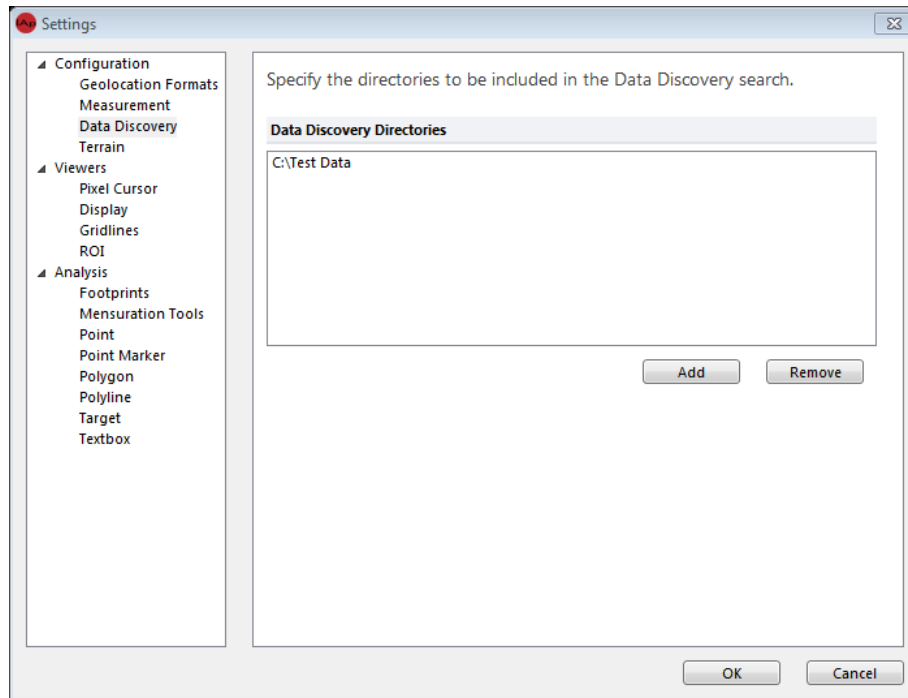 IAp Settings
Configuration
Geolocation Formats
Measurement
Data Discovery
Terrain
Viewers
Pixel Cursor
Display
Gridlines
ROI
Analysis
Footprints
Mensuration Tools
Point
Point Marker
Polygon
Polyline
Target
Textbox
Specify the directories to be included in the Data Discovery search.
Data Discovery Directories
C:\Test Data
Add Remove
OK Cancel